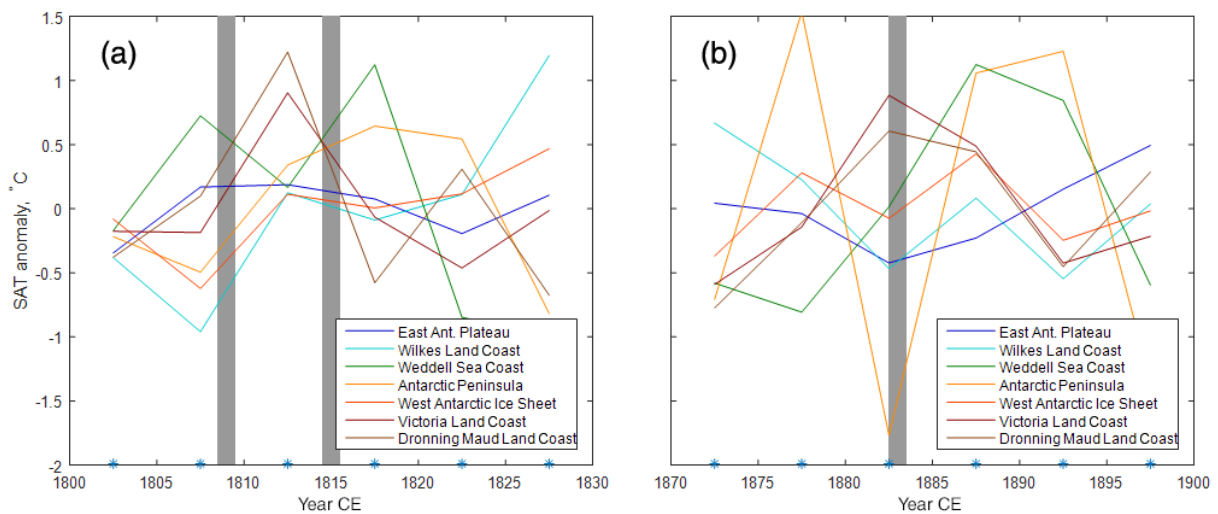 (a)
SAT anomaly, ° C
1.5
1
0.5
0
-0.5
-1
-1.5
-2
1800 1805 1810 1815 1820 1825 1830
Year CE
East Ant. Plateau
Wilkes Land Coast
Weddell Sea Coast
Antarctic Peninsula
West Antarctic Ice Sheet
Victoria Land Coast
Dronning Maud Land Coast
(b)
1870 1875 1880 1885 1890 1895 1900
Year CE
East Ant. Plateau
Wilkes Land Coast
Weddell Sea Coast
Antarctic Peninsula
West Antarctic Ice Sheet
Victoria Land Coast
Dronning Maud Land Coast